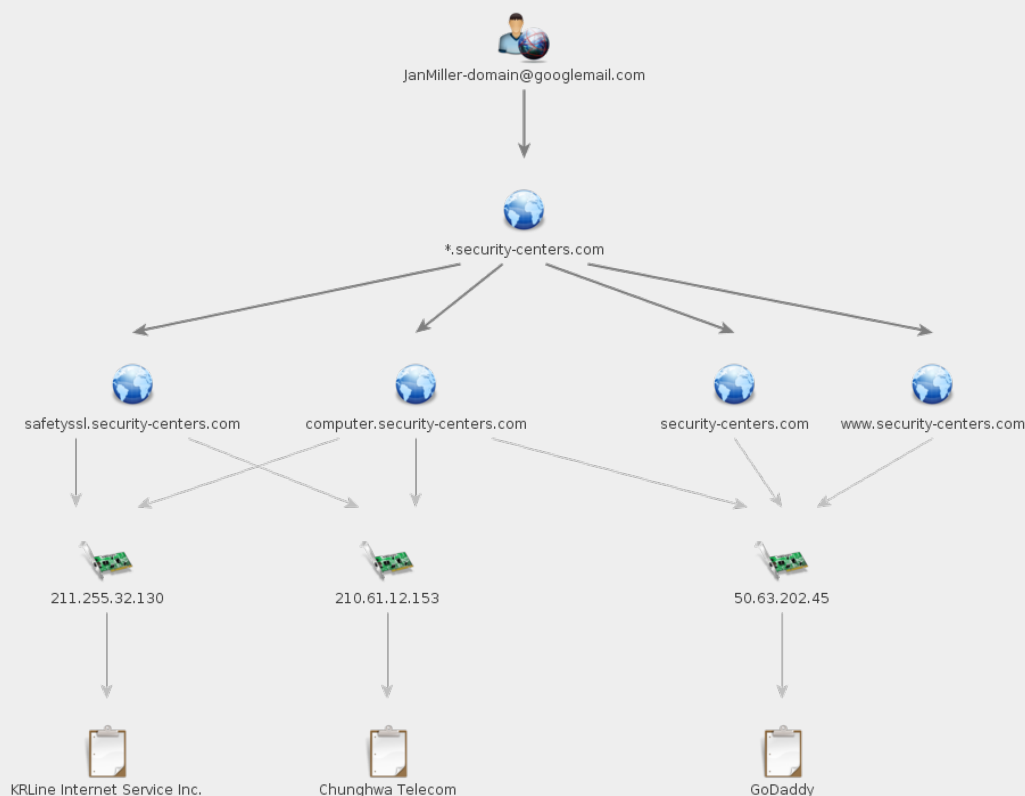 JanMiller-domain@googlemail.com
*.security-centers.com
safetyssl.security-centers.com
computer.security-centers.com
security-centers.com
www.security-centers.com
211.255.32.130
210.61.12.153
50.63.202.45
KRLine Internet Service Inc.
Chunghwa Telecom
GoDaddy